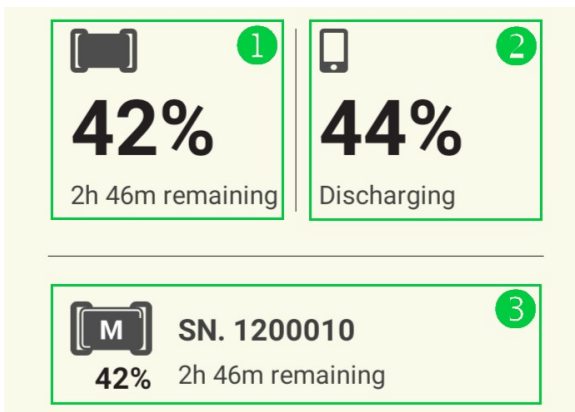 1
42%
2h 46m remaining
2
44%
Discharging
3
M
SN. 1200010
42% 2h 46m remaining